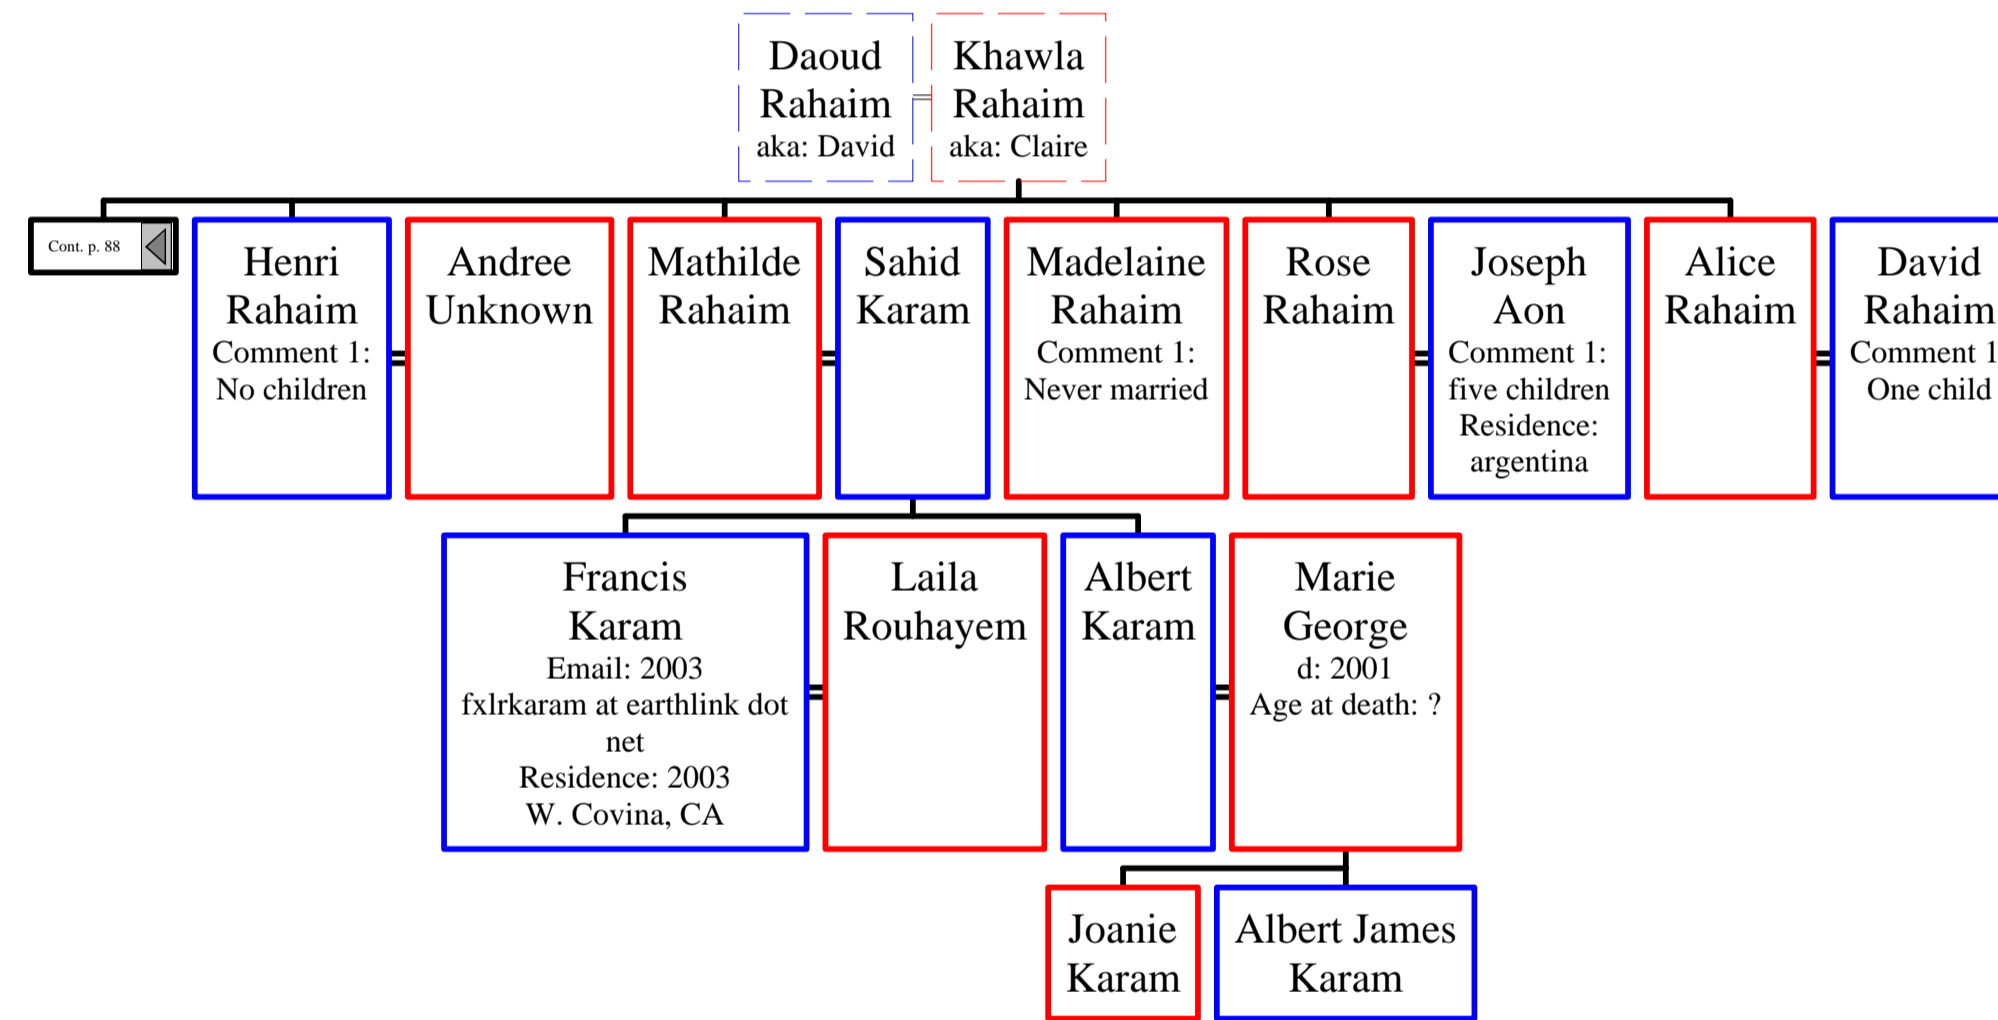 Daoud
Rahaim
aka: David
Khawla
Rahaim
aka: Claire
Cont. p. 88
Henri
Rahaim
Comment 1:
No children
Andree
Unknown
Mathilde
Rahaim
Sahid
Karam
Madelaine
Rahaim
Comment 1:
Never married
Rose
Rahaim
Joseph
Aon
Comment 1:
five children
Residence:
argentina
Alice
Rahaim
David
Rahaim
Comment 1
One child
Francis
Karam
Email: 2003
fxlrkaram at earthlink dot
net
Residence: 2003
W. Covina, CA
Laila
Rouhayem
Albert
Karam
Marie
George
d: 2001
Age at death: ?
Joanie
Karam
Albert James
Karam